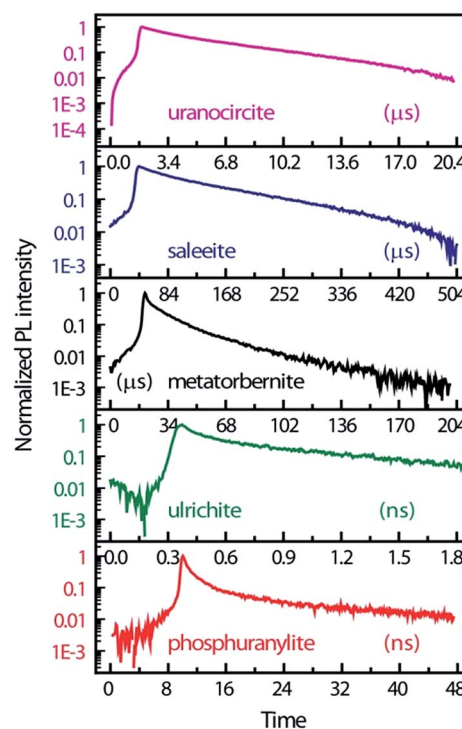 Normalized PL intensity
1
0.1
0.01
1E-3
1E-4
uranocircite (μs)
0.0 3.4 6.8 10.2 13.6 17.0 20.4
1
0.1
0.01
1E-3
saleeite (μs)
0 84 168 252 336 420 504
1
0.1
0.01
1E-3
(μs) metatorbernite
0 34 68 102 136 170 204
1
0.1
0.01
1E-3
ulrichite (ns)
0.0 0.3 0.6 0.9 1.2 1.5 1.8
1
0.1
0.01
1E-3
phosphuranylite (ns)
0 8 16 24 32 40 48
Time